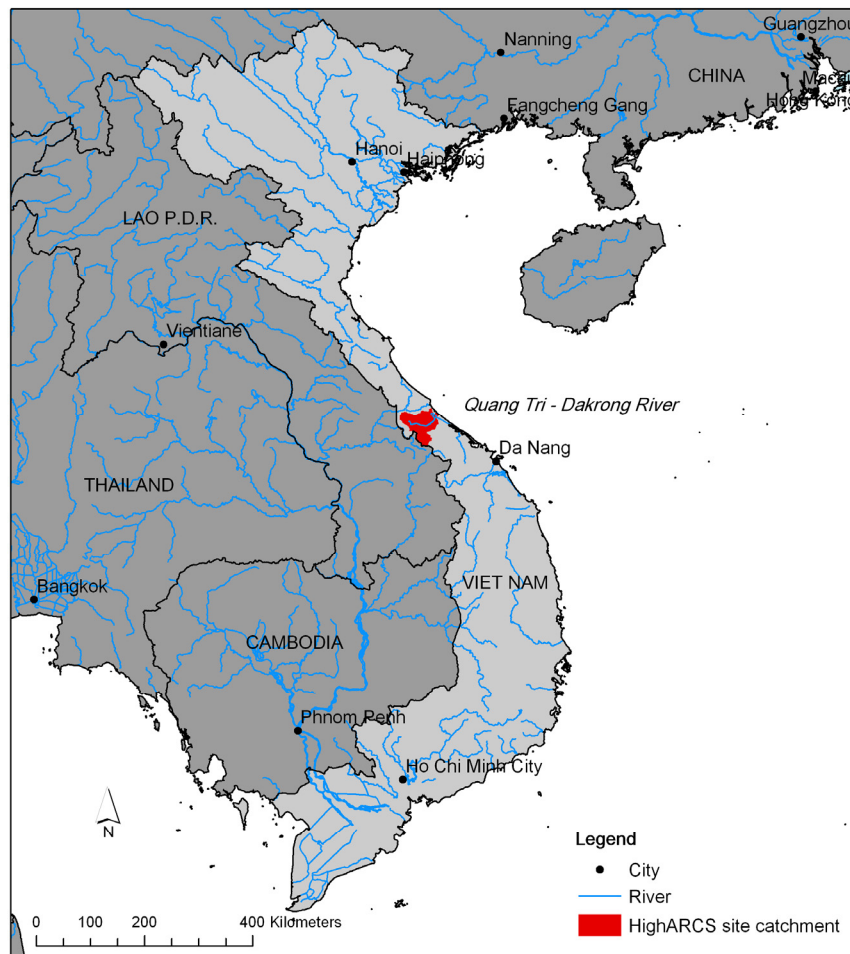 Guangzhou
Nanning
CHINA
Macau
Hong Kong
Fangcheng Gang
Hanoi
Haiphong
LAO P.D.R.
Vientiane
Quang Tri - Dakrong River
Da Nang
THAILAND
VIET NAM
Bangkok
CAMBODIA
Phnom Penh
Ho Chi Minh City
N
Legend
City
River
HighARCS site catchment
0 100 200 400 Kilometers